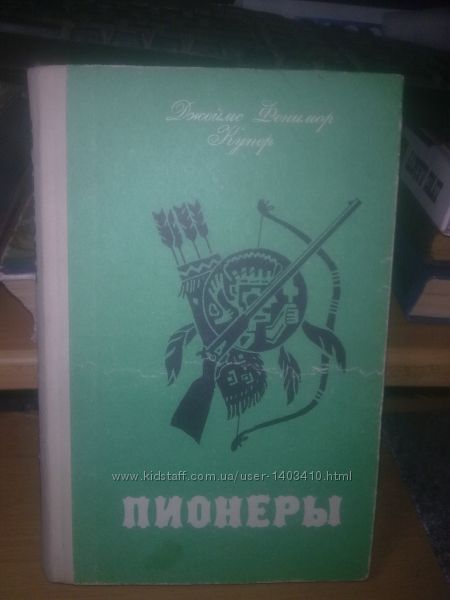 Джеймс Фенимор
Купер
www.kidstaff.com.ua/user-1403410.html
ПИОНЕРЫ